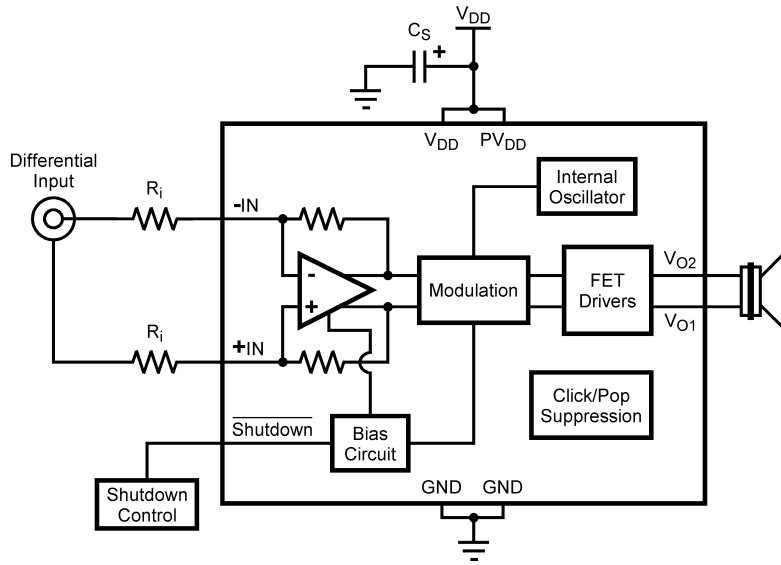 V_DD
C_S
+
V_DD PV_DD
Differential
Input
R_i
-IN
Internal
Oscillator
-
+
Modulation
FET
Drivers
V_O2
V_O1
R_i
+IN
Click/Pop
Suppression
Shutdown
Bias
Circuit
Shutdown
Control
GND GND